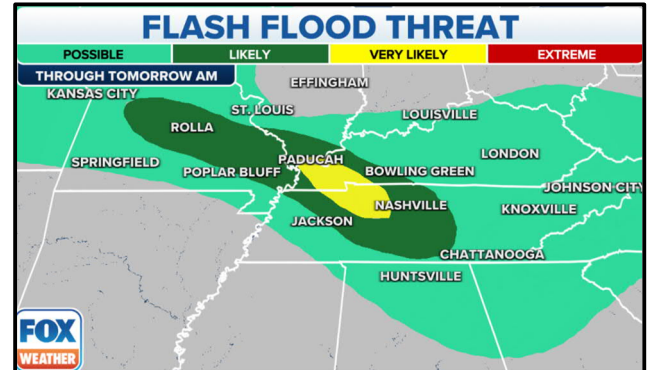 FLASH FLOOD THREAT
POSSIBLE LIKELY VERY LIKELY EXTREME
THROUGH TOMORROW AM
EFFINGHAM
KANSAS CITY
ST. LOUIS
LOUISVILLE
ROLLA
LONDON
PADUCAH
SPRINGFIELD
POPLAR BLUFF
BOWLING GREEN
JOHNSON CITY
NASHVILLE
KNOXVILLE
JACKSON
CHATTANOOGA
HUNTSVILLE
FOX
WEATHER